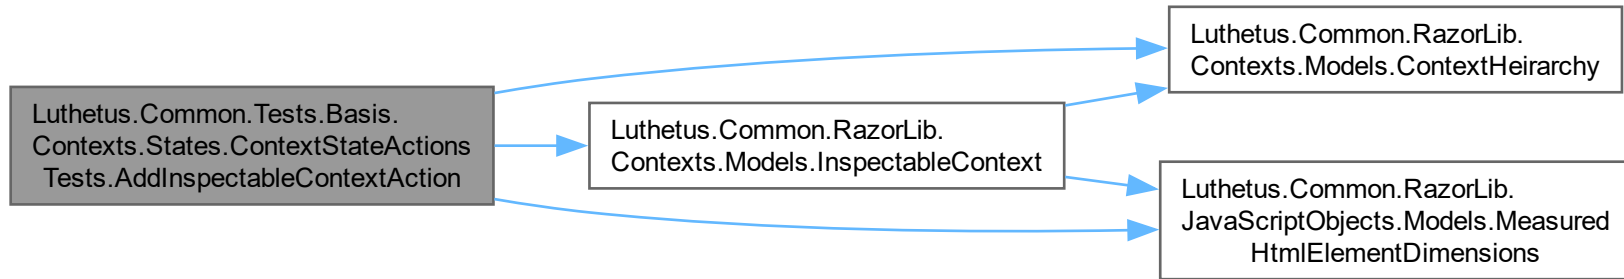 Luthetus.Common.Tests.Basis.
Contexts.States.ContextStateActions
Tests.AddInspectableContextAction
Luthetus.Common.RazorLib.
Contexts.Models.InspectableContext
Luthetus.Common.RazorLib.
Contexts.Models.ContextHeirarchy
Luthetus.Common.RazorLib.
JavaScriptObjects.Models.Measured
HtmlElementDimensions